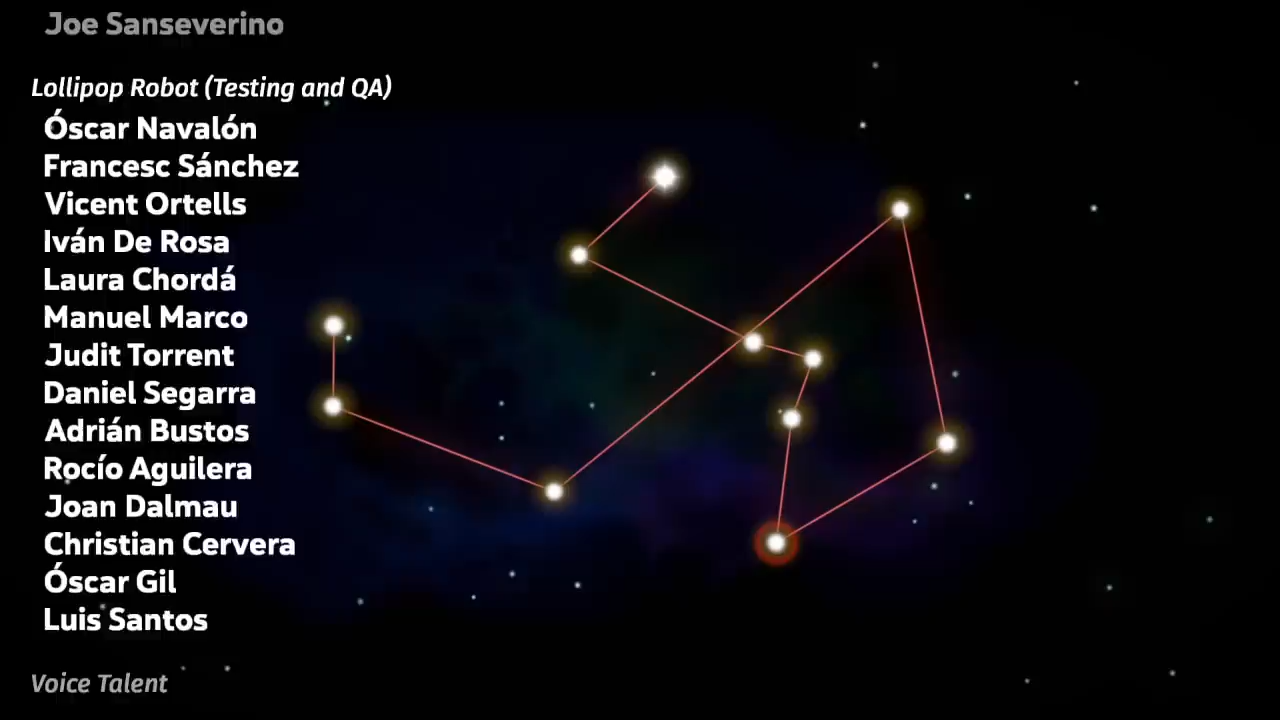 Joe Sanseverino
Lollipop Robot (Testing and QA)
Óscar Navalón
Francesc Sánchez
Vicent Ortells
Iván De Rosa
Laura Chordá
Manuel Marco
Judit Torrent
Daniel Segarra
Adrián Bustos
Rocío Aguilera
Joan Dalmau
Christian Cervera
Óscar Gil
Luis Santos
Voice Talent